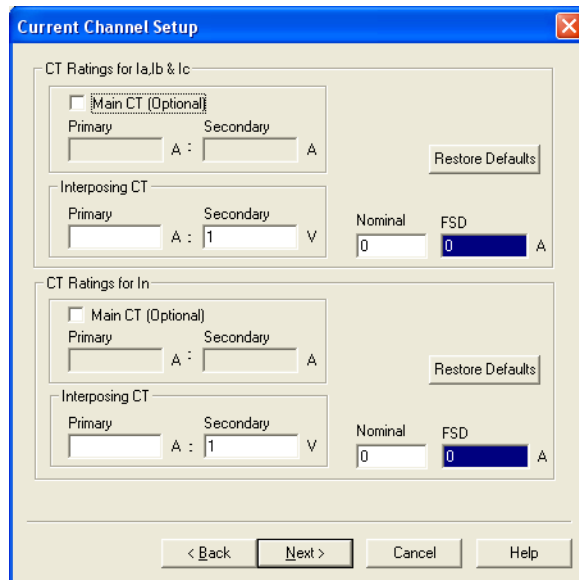 Current Channel Setup
CT Ratings for Ia,Ib & Ic
Main CT (Optional)
Primary Secondary
A : A
Restore Defaults
Interposing CT
Primary Secondary
A : 1 V
Nominal FSD
0 0 A
CT Ratings for In
Main CT (Optional)
Primary Secondary
A : A
Restore Defaults
Interposing CT
Primary Secondary
A : 1 V
Nominal FSD
0 0 A
< Back Next > Cancel Help